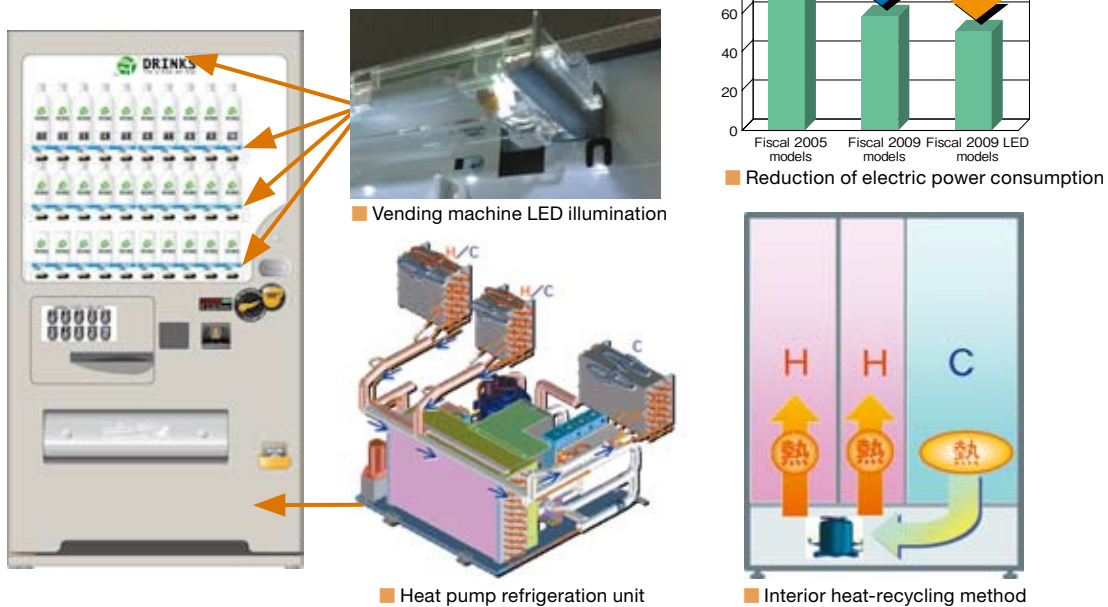 DRINKS
■ Vending machine LED illumination
60
40
20
0
Fiscal 2005 models
Fiscal 2009 models
Fiscal 2009 LED models
■ Reduction of electric power consumption
H/C
H/C
C
■ Heat pump refrigeration unit
H
H
C
熱
熱
熱
■ Interior heat-recycling method